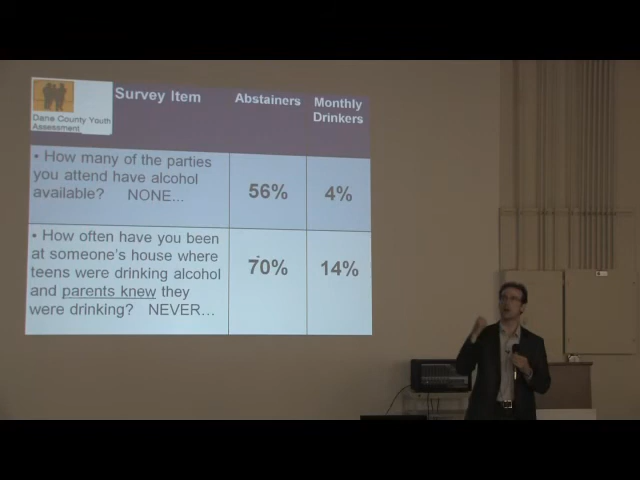 Dane County Youth
Assessment
Survey Item
Abstainers
Monthly
Drinkers
• How many of the parties
you attend have alcohol
available? NONE...
56%
4%
• How often have you been
at someone's house where
teens were drinking alcohol
and parents knew they
were drinking? NEVER...
70%
14%